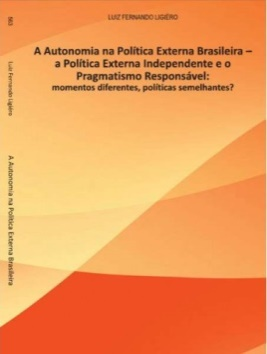 LUIZ FERNANDO LIGIÉRO
A Autonomia na Política Externa Brasileira –
a Política Externa Independente e o
Pragmatismo Responsável:
momentos diferentes, políticas semelhantes?
583
Luiz Fernando Ligiéro
A Autonomia na Política Externa Brasileira